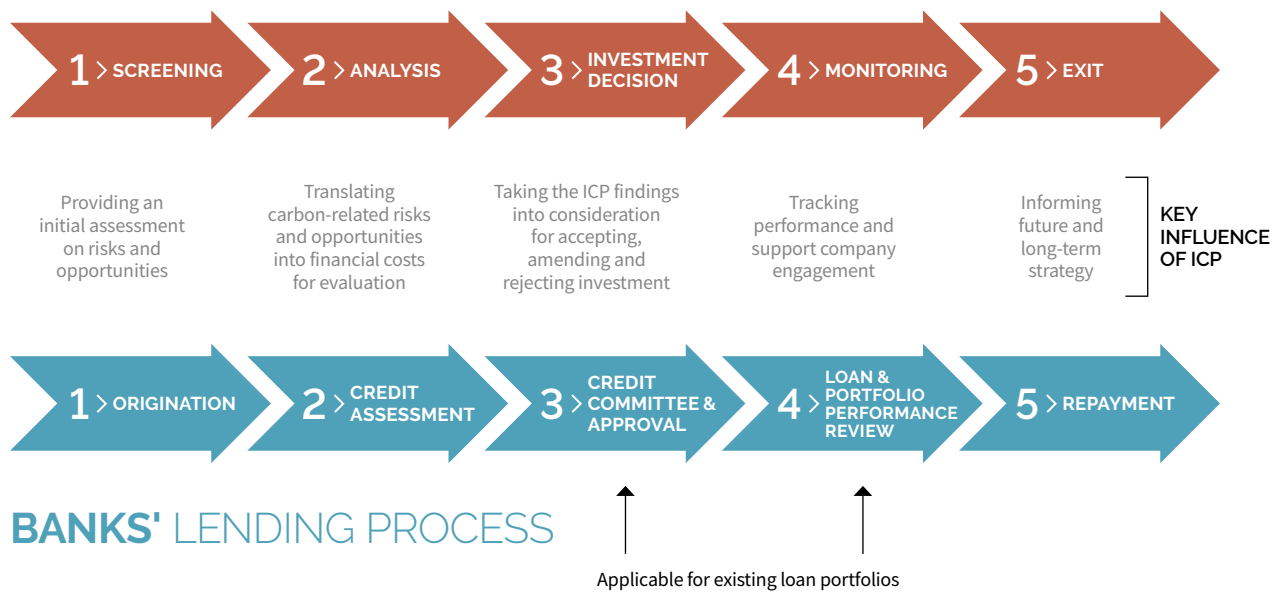 1 > SCREENING
2 > ANALYSIS
3 > INVESTMENT
DECISION
4 > MONITORING
5 > EXIT
Providing an
initial assessment
on risks and
opportunities
Translating
carbon-related risks
and opportunities
into financial costs
for evaluation
Taking the ICP findings
into consideration
for accepting,
amending and
rejecting investment
Tracking
performance and
support company
engagement
Informing
future and
long-term
strategy
KEY
INFLUENCE
OF ICP
1 > ORIGINATION
2 > CREDIT
ASSESSMENT
3 > CREDIT
COMMITTEE &
APPROVAL
4 > LOAN &
PORTFOLIO
PERFORMANCE
REVIEW
5 > REPAYMENT
BANKS' LENDING PROCESS
Applicable for existing loan portfolios